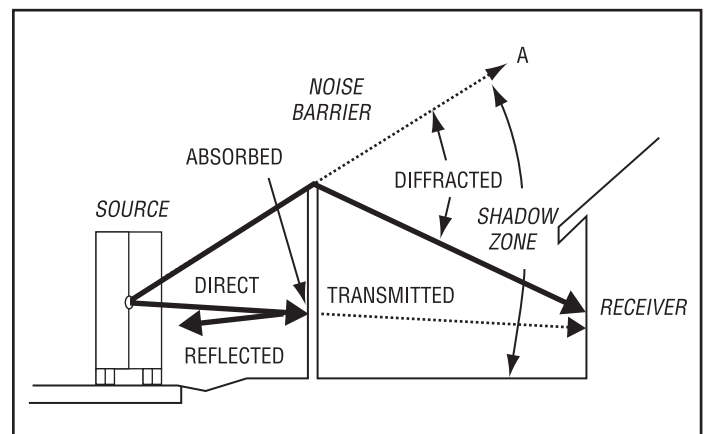 A
NOISE
BARRIER
ABSORBED
DIFFRACTED
SOURCE
SHADOW
ZONE
DIRECT
TRANSMITTED
RECEIVER
REFLECTED